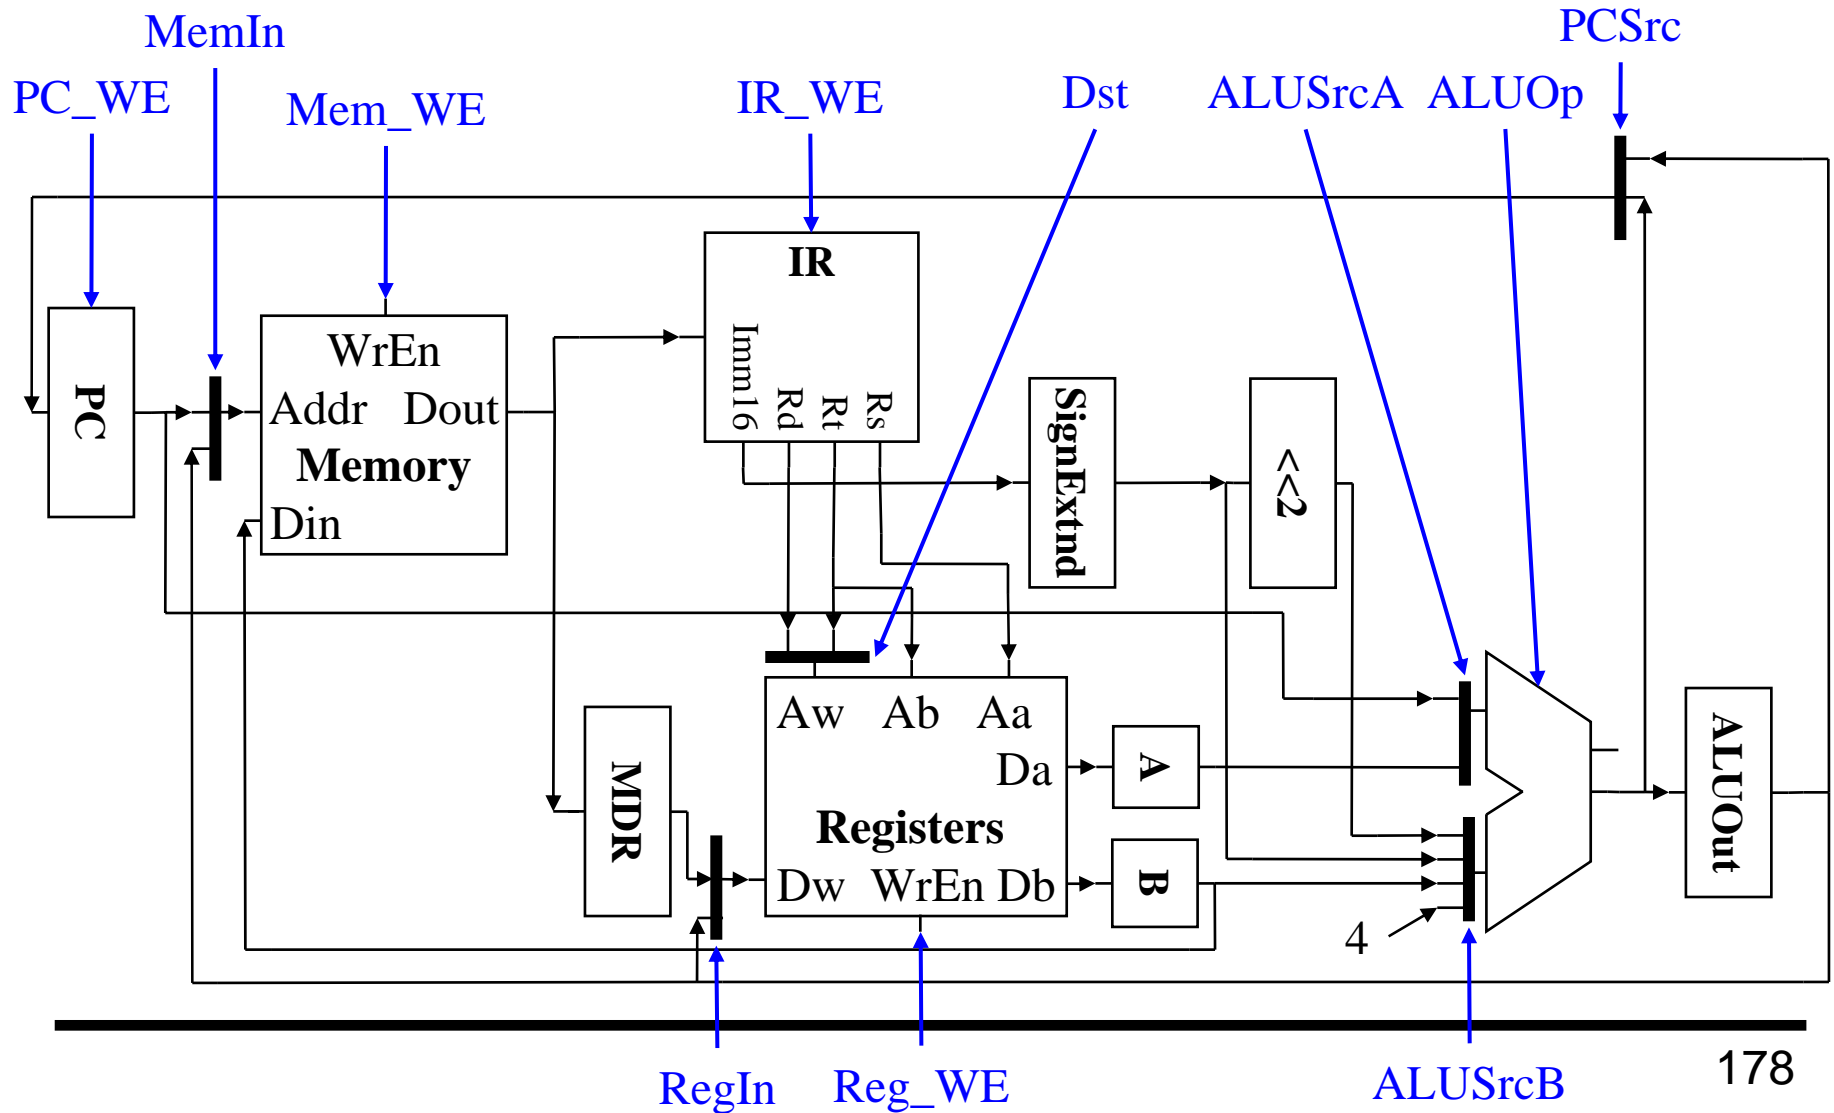 MemIn
PCSrc
PC_WE
Mem_WE
IR_WE
Dst
ALUSrcA
ALUOp
IR
Imm16
Rd
Rt
Rs
PC
WrEn
Addr Dout
Memory
Din
SignExtnd
<<2
Aw Ab Aa
Da
Registers
Dw WrEn Db
MDR
A
B
4
ALUOut
RegIn
Reg_WE
ALUSrcB
178